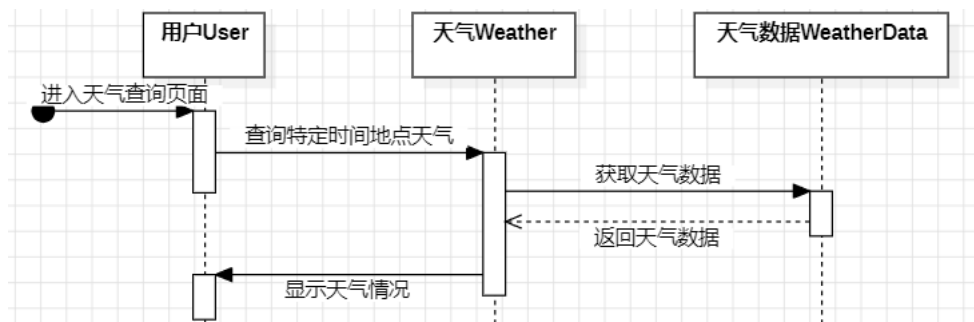 用户User
天气Weather
天气数据WeatherData
进入天气查询页面
查询特定时间地点天气
获取天气数据
返回天气数据
显示天气情况